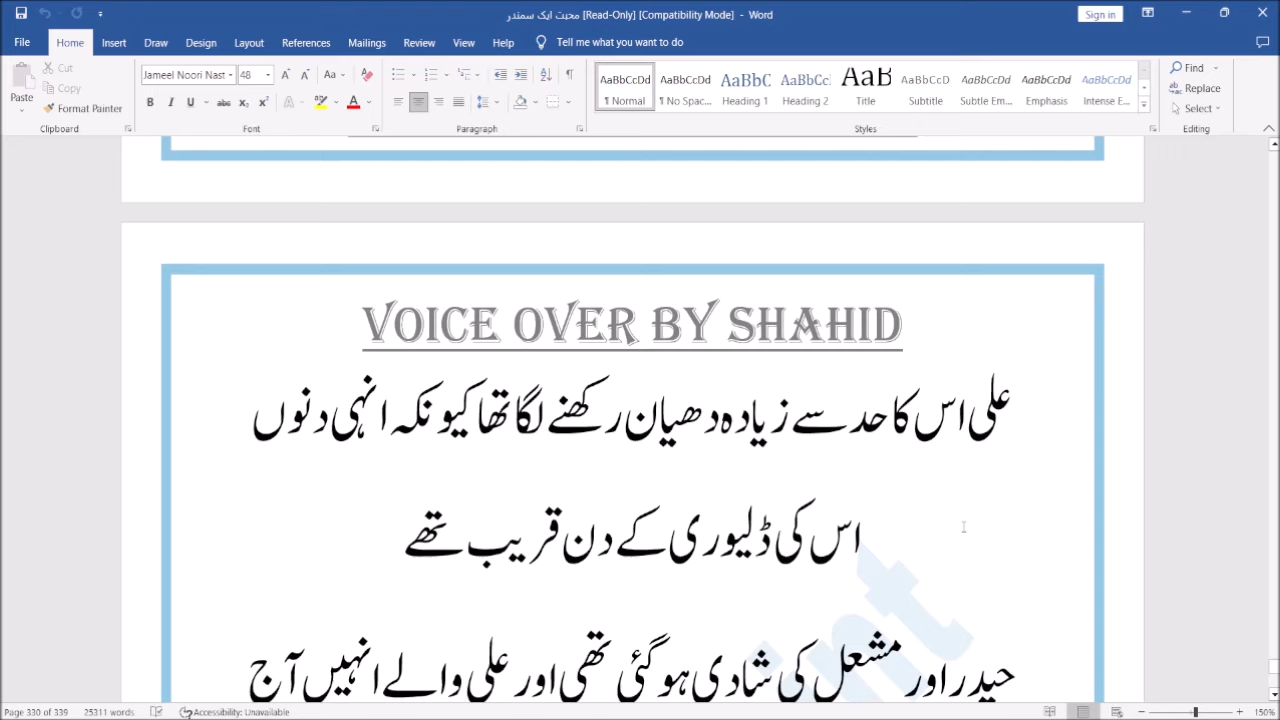 محبت ایک سمندر [Read-Only] [Compatibility Mode] - Word
Sign in
File Home Insert Draw Design Layout References Mailings Review View Help Tell me what you want to do
Paste
Cut
Copy
Format Painter
Jameel Noori Nast 48
AaBbCcDd AaBbCcDd AaBbC AaBbCc AaB AaBbCcD AaBbCcDd AaBbCcDd AaBbCcDd
¶ Normal ¶ No Spac... Heading 1 Heading 2 Title Subtitle Subtle Em... Emphasis Intense E...
Find
Replace
Select
Clipboard Font Paragraph Styles Editing
VOICE OVER BY SHAHID
علی اس کا حد سے زیادہ دھیان رکھنے لگا تھا کیونکہ انہی دنوں
اس کی ڈلیوری کے دن قریب تھے
حیدر اور مشعل کی شادی ہو گئی تھی اور علی والے انہیں آج
Page 330 of 339 25311 words Accessibility: Unavailable 150%